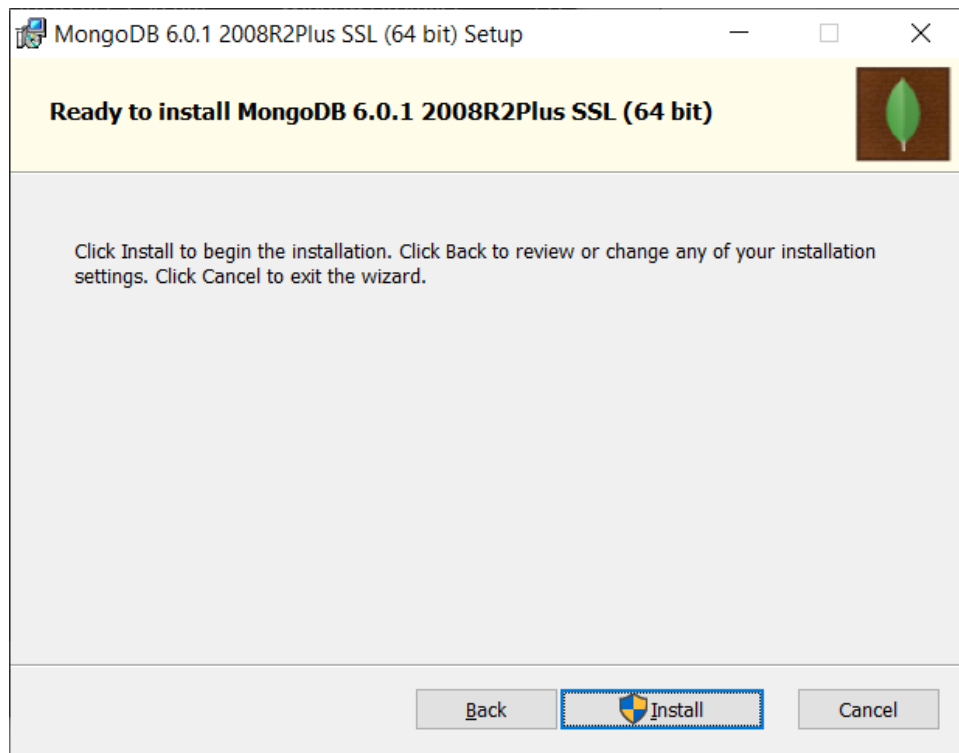 MongoDB 6.0.1 2008R2Plus SSL (64 bit) Setup
Ready to install MongoDB 6.0.1 2008R2Plus SSL (64 bit)
Click Install to begin the installation. Click Back to review or change any of your installation
settings. Click Cancel to exit the wizard.
Back Install Cancel